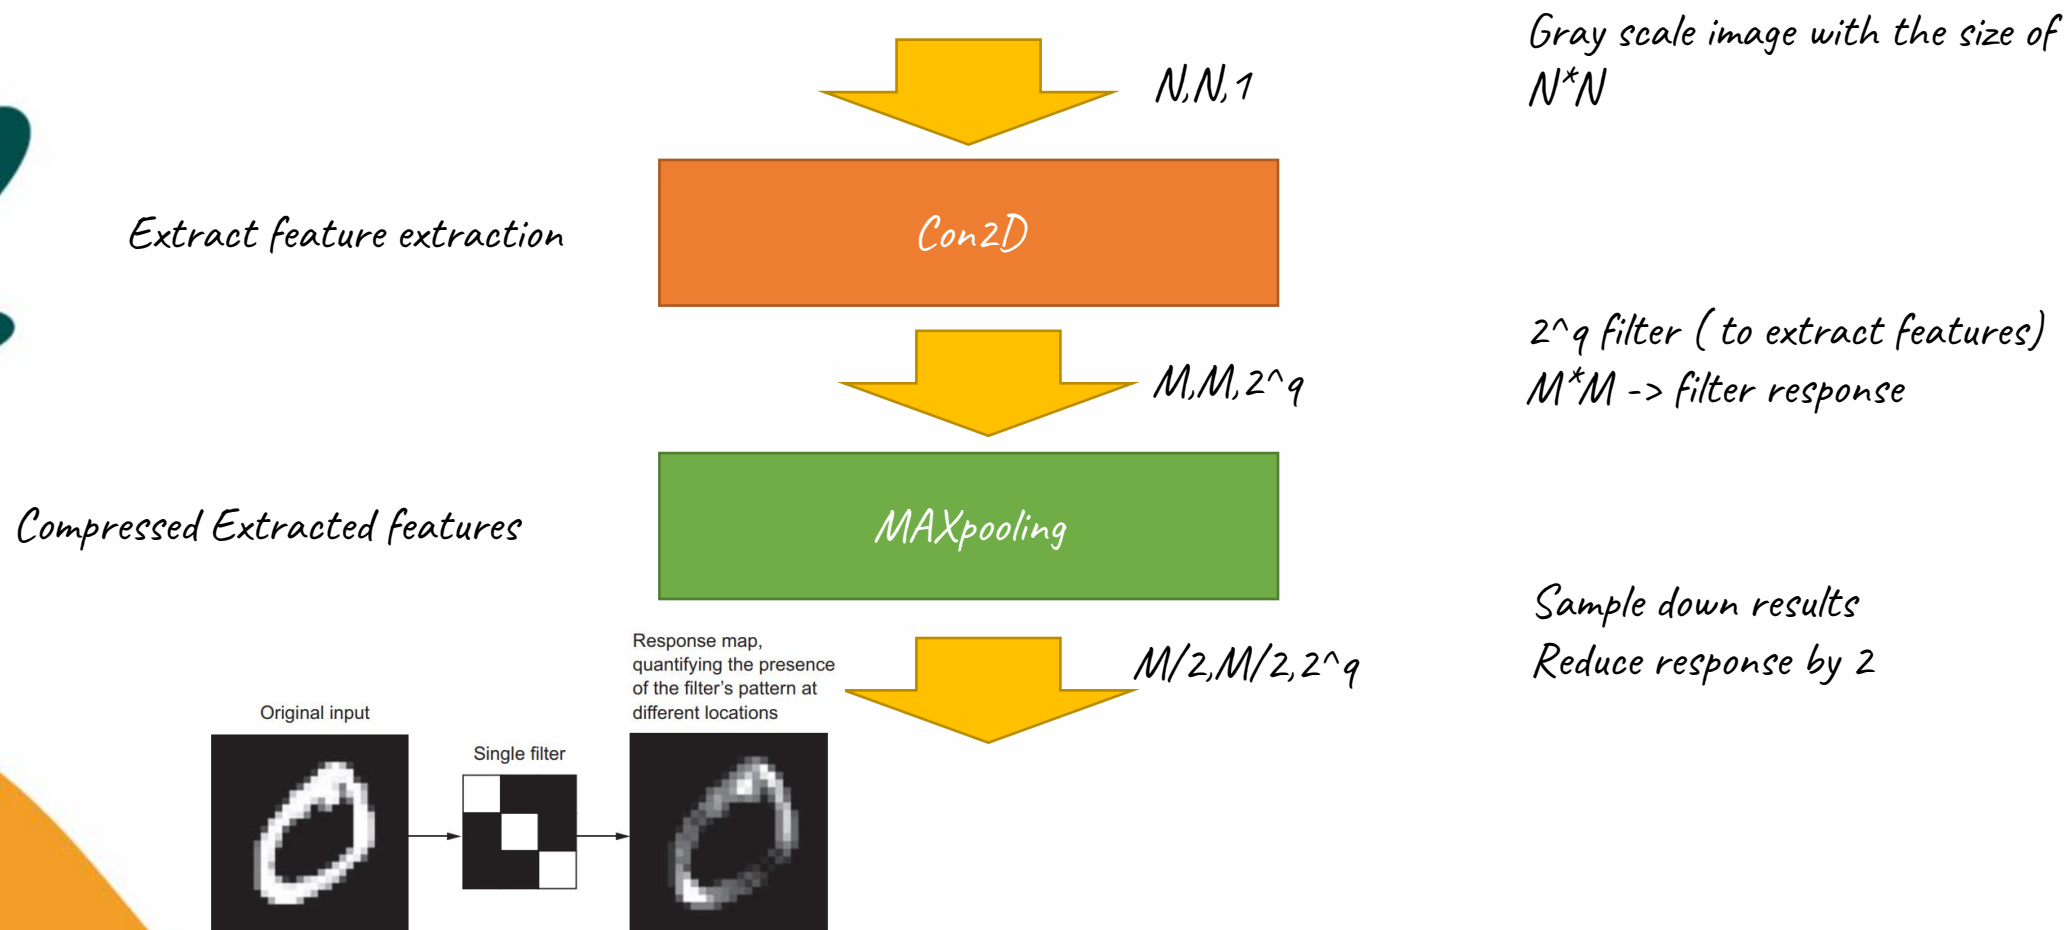 Gray scale image with the size of
N*N
N,N,1
Extract feature extraction
Con2D
2^q filter ( to extract features)
M*M -> filter response
M,M,2^q
Compressed Extracted features
MAXpooling
Sample down results
Reduce response by 2
M/2,M/2,2^q
Original input
Single filter
Response map,
quantifying the presence
of the filter's pattern at
different locations